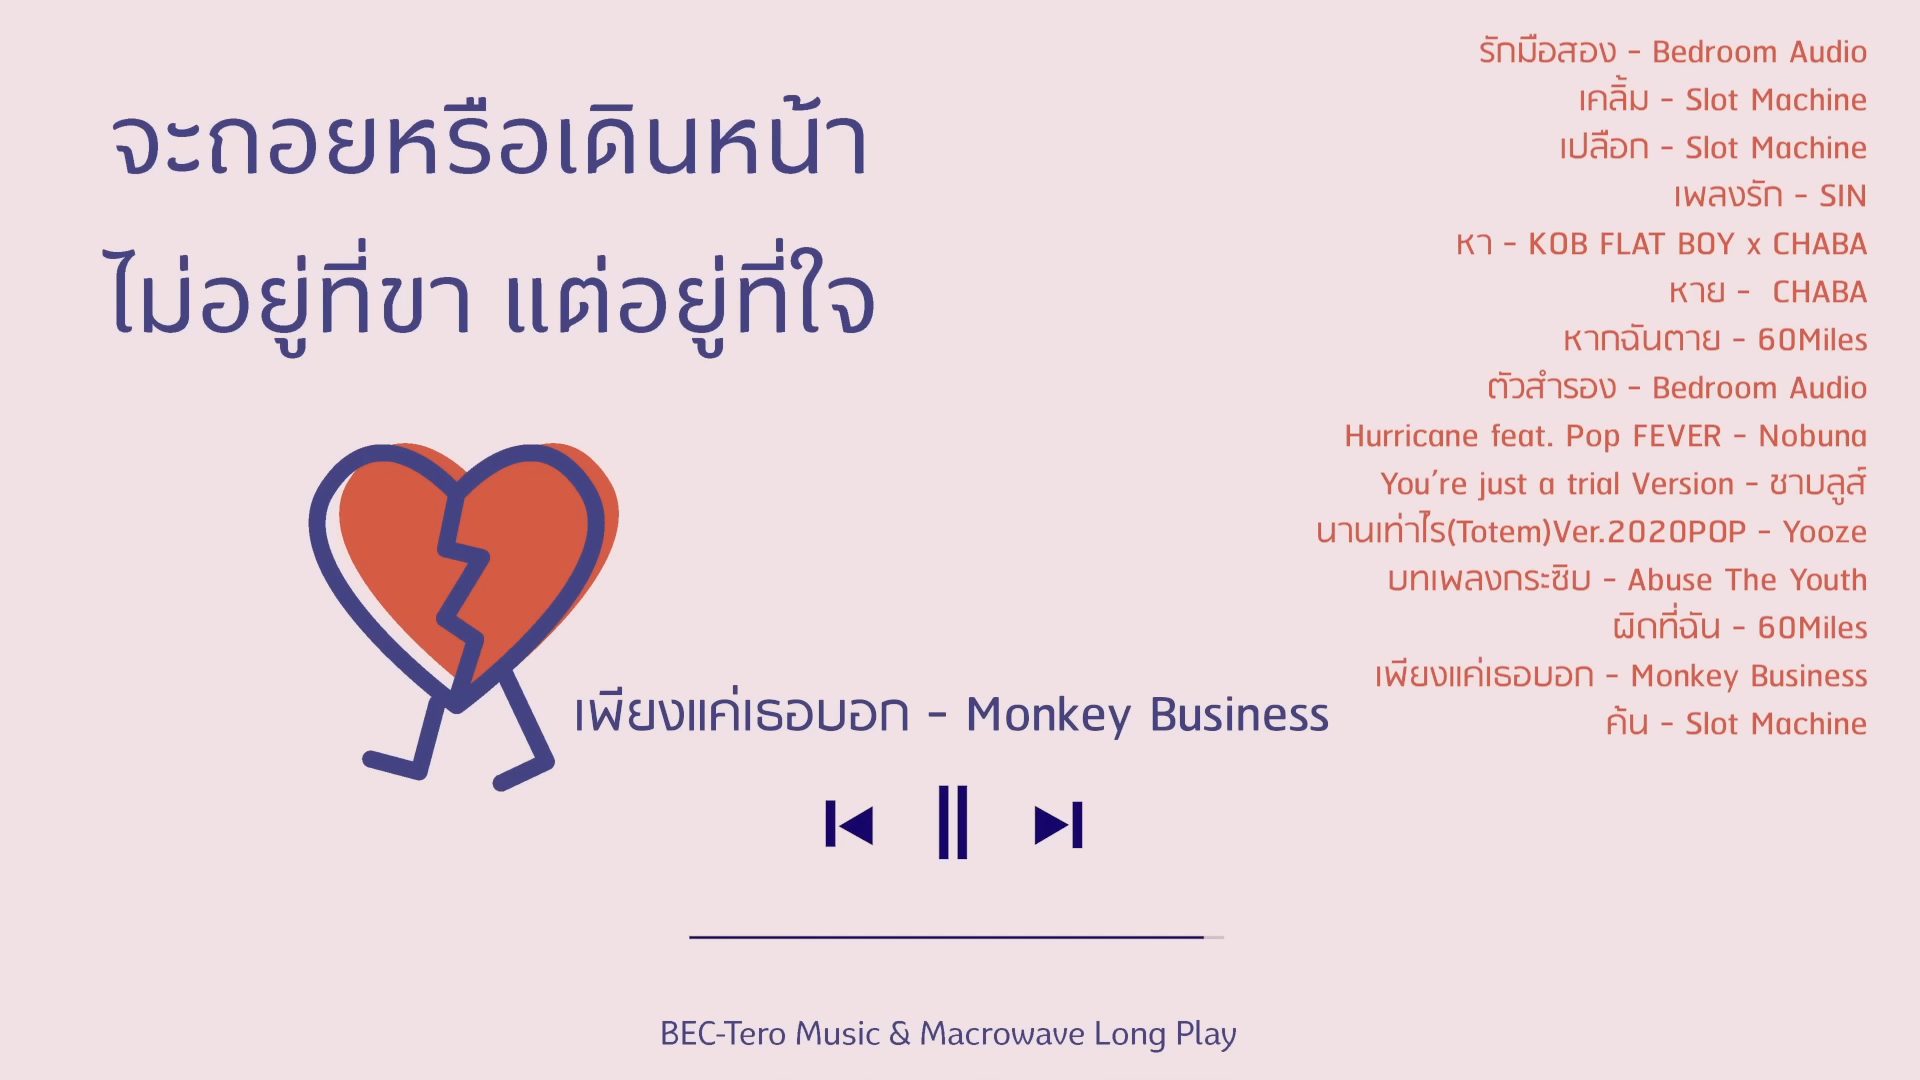 จะถอยหรือเดินหน้า
ไม่อยู่ที่ขา แต่อยู่ที่ใจ
รักมือสอง - Bedroom Audio
เคลิ้ม - Slot Machine
เปลือก - Slot Machine
เพลงรัก - SIN
หา - KOB FLAT BOY x CHABA
หาย - CHABA
หากฉันตาย - 60Miles
ตัวสำรอง - Bedroom Audio
Hurricane feat. Pop FEVER - Nobuna
You’re just a trial Version - ชาบลูส์
นานเท่าไร(Totem)Ver.2020POP - Yooze
บทเพลงกระซิบ - Abuse The Youth
ผิดที่ฉัน - 60Miles
เพียงแค่เธอบอก - Monkey Business
ค้น - Slot Machine
เพียงแค่เธอบอก - Monkey Business
BEC-Tero Music & Macrowave Long Play